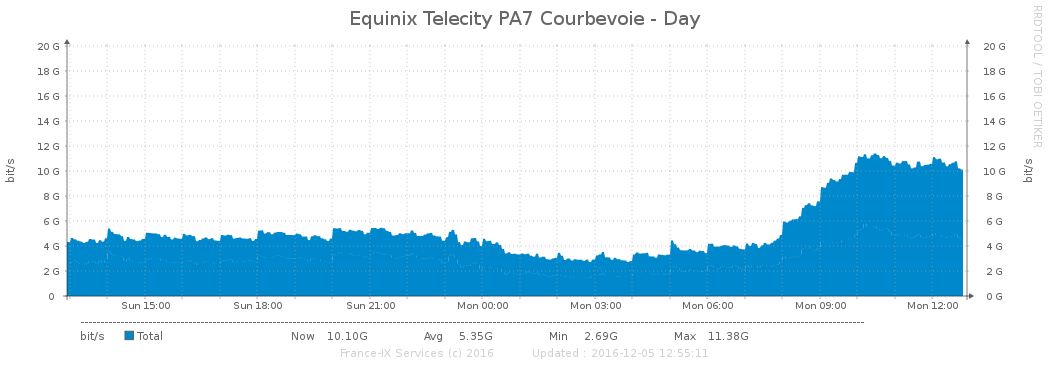 Equinix Telecity PA7 Courbevoie - Day
RRDTOOL / TOBI OETIKER
bit/s
20 G
18 G
16 G
14 G
12 G
10 G
8 G
6 G
4 G
2 G
0
20 G
18 G
16 G
14 G
12 G
10 G
8 G
6 G
4 G
2 G
0 G
bit/s
Sun 15:00 Sun 18:00 Sun 21:00 Mon 00:00 Mon 03:00 Mon 06:00 Mon 09:00 Mon 12:00
bit/s Total Now 10.10G Avg 5.35G Min 2.69G Max 11.38G
France-IX Services (c) 2016 Updated : 2016-12-05 12:55:11